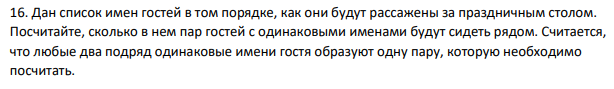 16. Дан список имен гостей в том порядке, как они будут рассажены за праздничным столом.
Посчитайте, сколько в нем пар гостей с одинаковыми именами будут сидеть рядом. Считается,
что любые два подряд одинаковые имени гостя образуют одну пару, которую необходимо
посчитать.